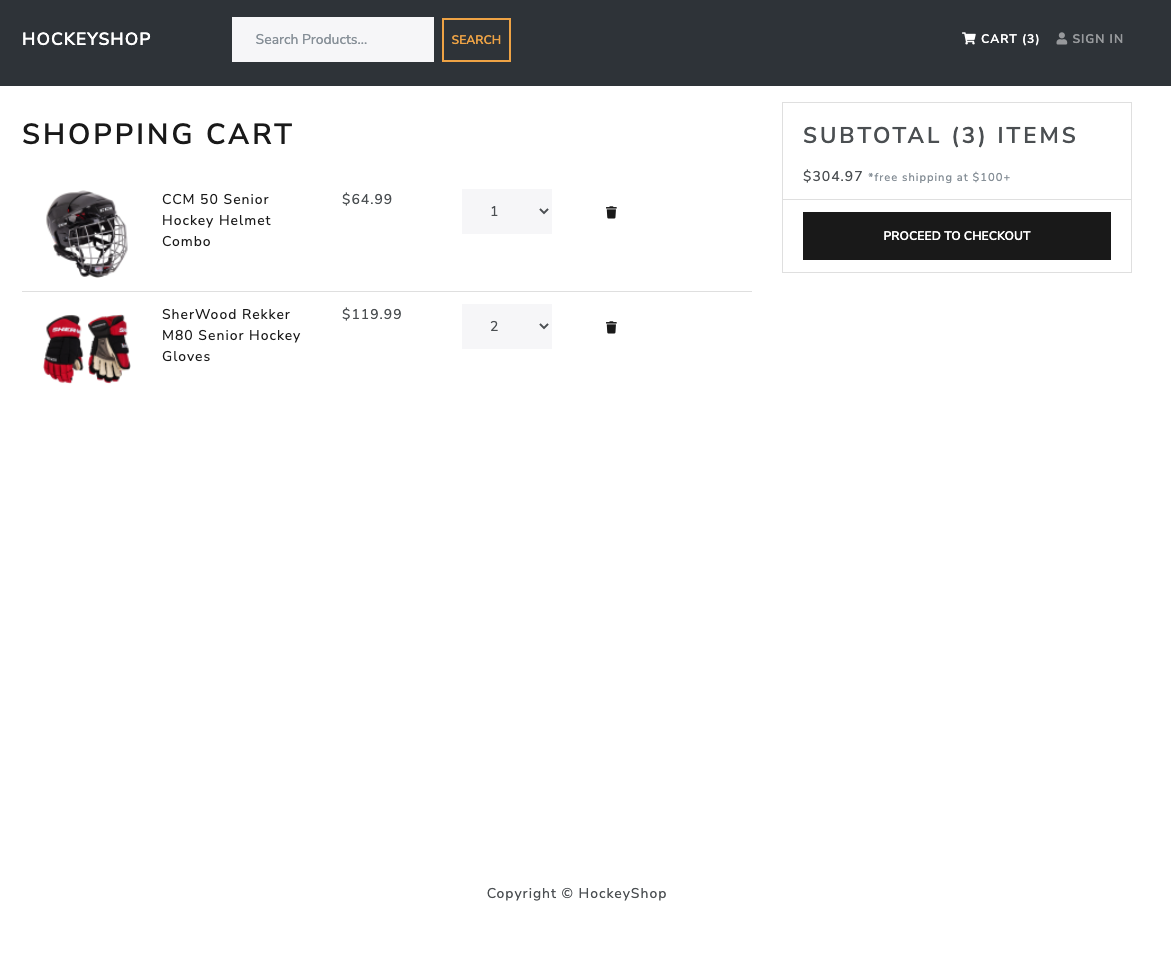 HOCKEYSHOP
Search Products...
SEARCH
CART (3)
SIGN IN
SHOPPING CART
CCM 50 Senior
Hockey Helmet
Combo
$64.99
1
SherWood Rekker
M80 Senior Hockey
Gloves
$119.99
2
SUBTOTAL (3) ITEMS
$304.97 *free shipping at $100+
PROCEED TO CHECKOUT
Copyright © HockeyShop